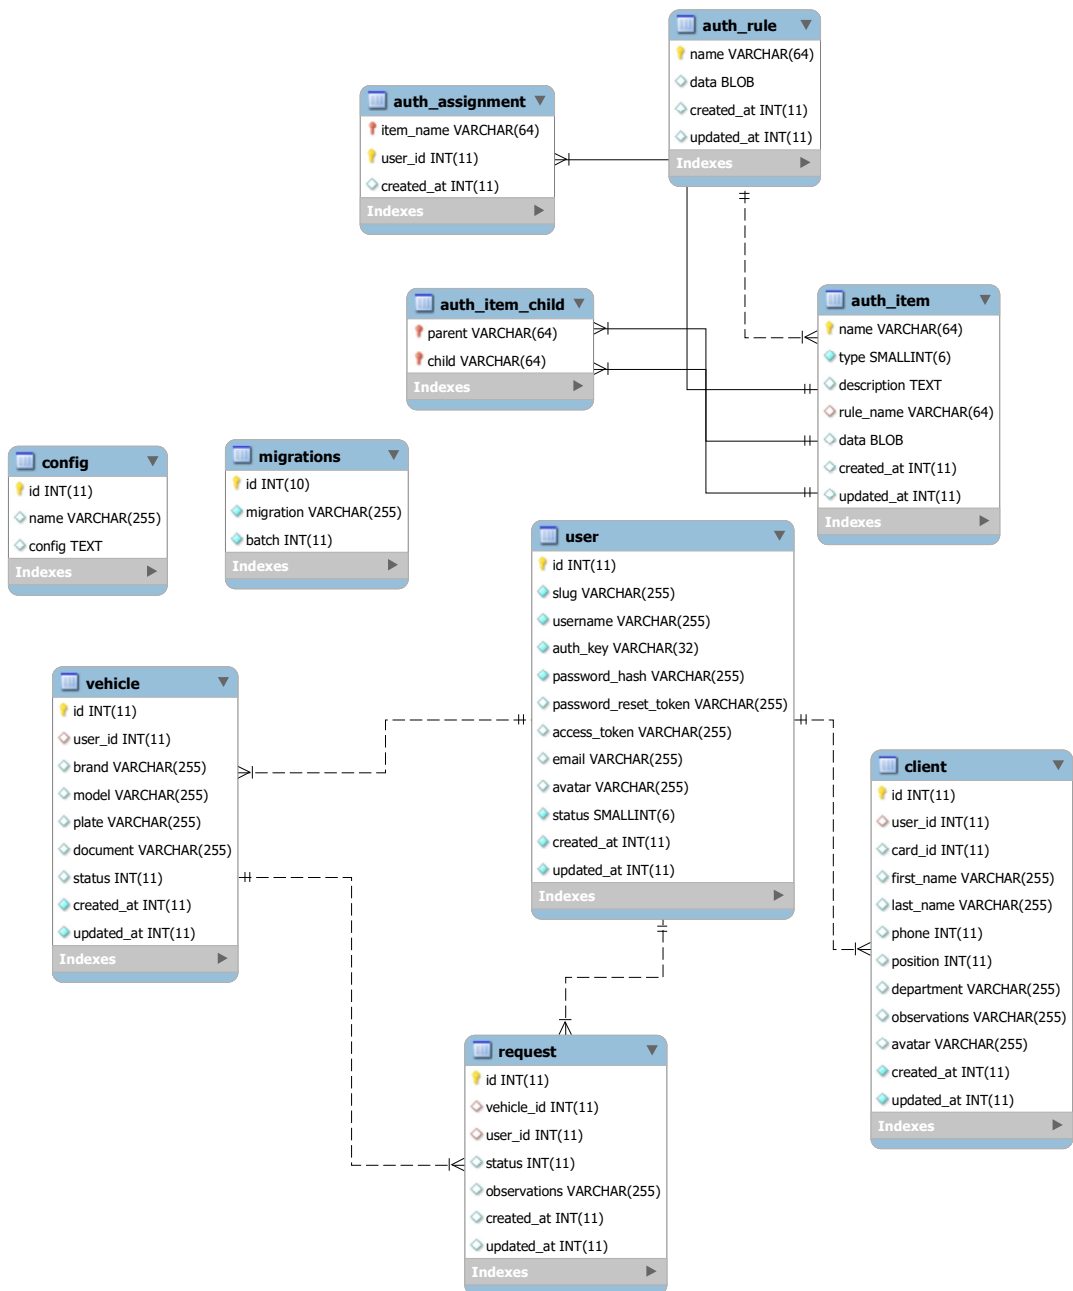 auth_rule
name VARCHAR(64)
data BLOB
created_at INT(11)
updated_at INT(11)
Indexes
auth_assignment
item_name VARCHAR(64)
user_id INT(11)
created_at INT(11)
Indexes
auth_item_child
parent VARCHAR(64)
child VARCHAR(64)
Indexes
auth_item
name VARCHAR(64)
type SMALLINT(6)
description TEXT
rule_name VARCHAR(64)
data BLOB
created_at INT(11)
updated_at INT(11)
Indexes
config
id INT(11)
name VARCHAR(255)
config TEXT
Indexes
migrations
id INT(10)
migration VARCHAR(255)
batch INT(11)
Indexes
user
id INT(11)
slug VARCHAR(255)
username VARCHAR(255)
auth_key VARCHAR(32)
password_hash VARCHAR(255)
password_reset_token VARCHAR(255)
access_token VARCHAR(255)
email VARCHAR(255)
avatar VARCHAR(255)
status SMALLINT(6)
created_at INT(11)
updated_at INT(11)
Indexes
vehicle
id INT(11)
user_id INT(11)
brand VARCHAR(255)
model VARCHAR(255)
plate VARCHAR(255)
document VARCHAR(255)
status INT(11)
created_at INT(11)
updated_at INT(11)
Indexes
client
id INT(11)
user_id INT(11)
card_id INT(11)
first_name VARCHAR(255)
last_name VARCHAR(255)
phone INT(11)
position INT(11)
department VARCHAR(255)
observations VARCHAR(255)
avatar VARCHAR(255)
created_at INT(11)
updated_at INT(11)
Indexes
request
id INT(11)
vehicle_id INT(11)
user_id INT(11)
status INT(11)
observations VARCHAR(255)
created_at INT(11)
updated_at INT(11)
Indexes